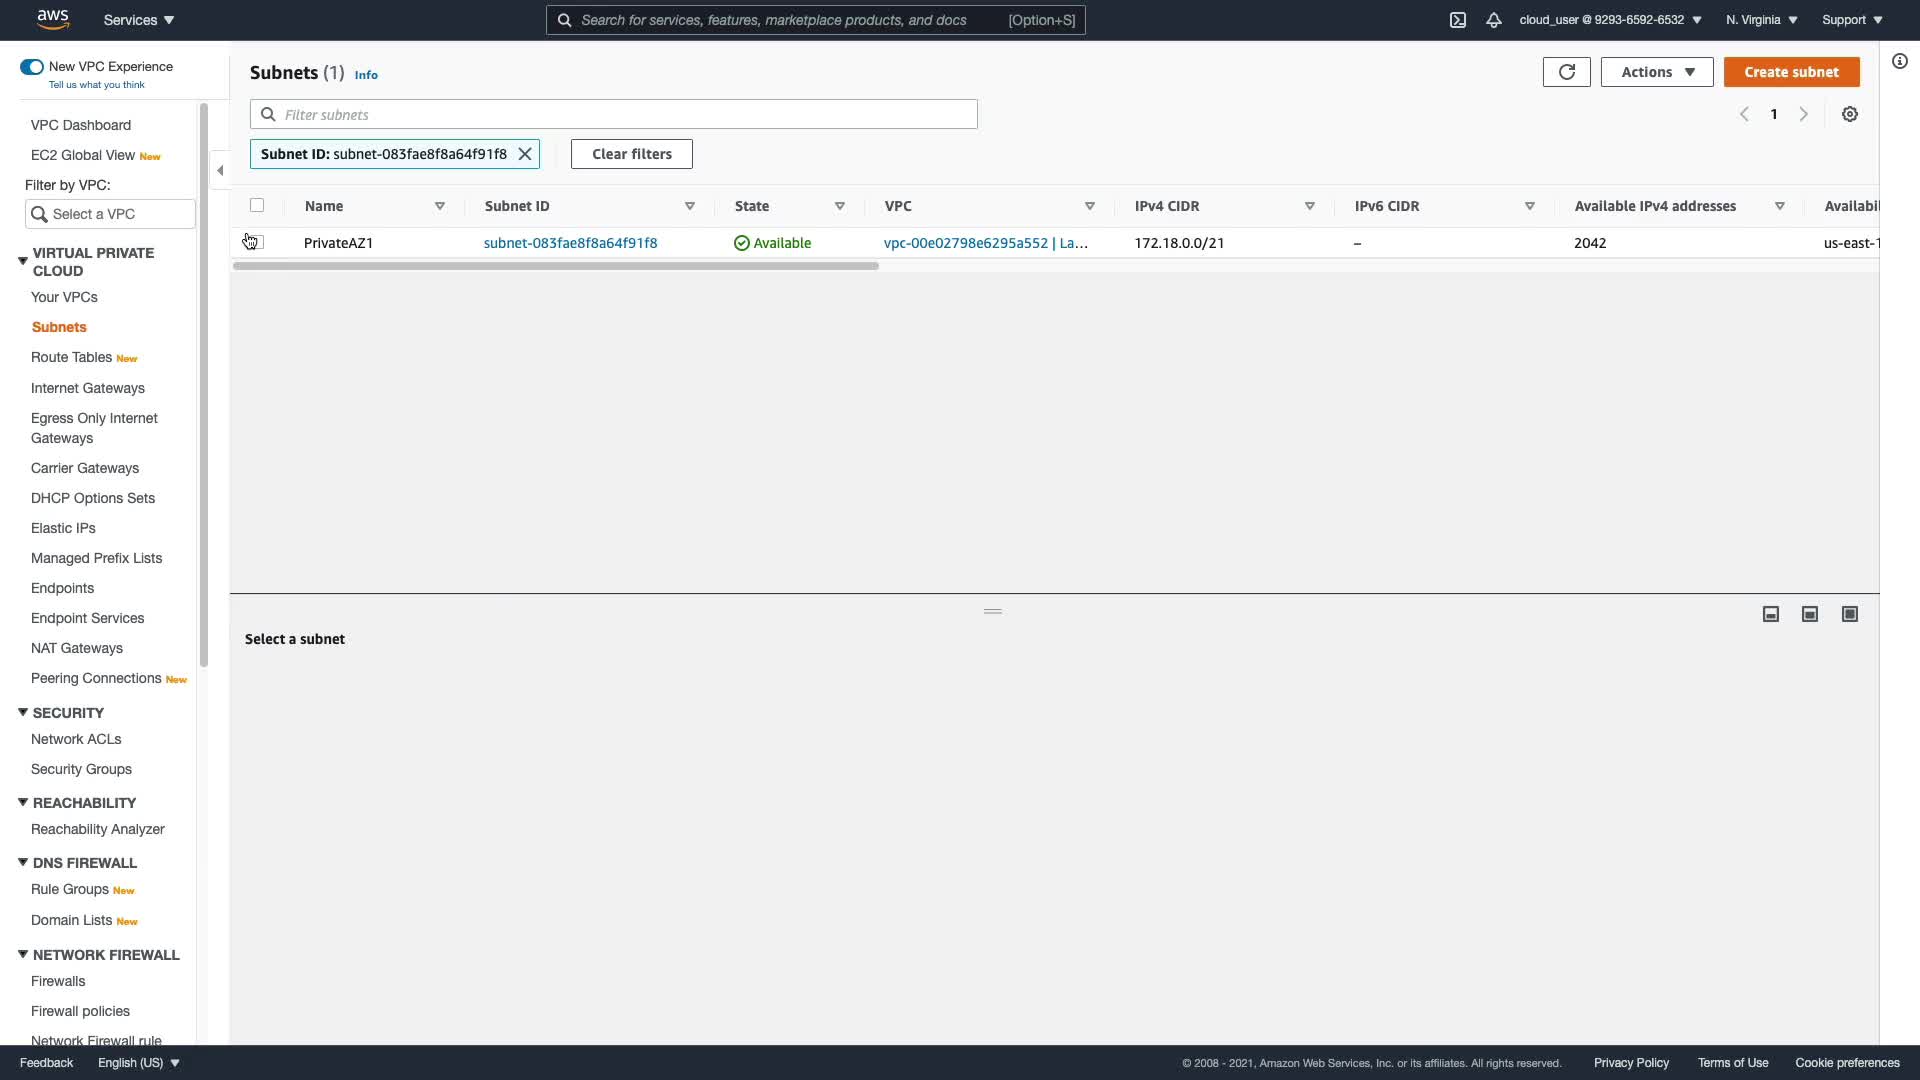 aws
Services
Search for services, features, marketplace products, and docs [Option+S]
cloud_user @ 9293-6592-6532
N. Virginia
Support
New VPC Experience
Tell us what you think
VPC Dashboard
EC2 Global View New
Filter by VPC:
Select a VPC
VIRTUAL PRIVATE
CLOUD
Your VPCs
Subnets
Route Tables New
Internet Gateways
Egress Only Internet
Gateways
Carrier Gateways
DHCP Options Sets
Elastic IPs
Managed Prefix Lists
Endpoints
Endpoint Services
NAT Gateways
Peering Connections New
SECURITY
Network ACLs
Security Groups
REACHABILITY
Reachability Analyzer
DNS FIREWALL
Rule Groups New
Domain Lists New
NETWORK FIREWALL
Firewalls
Firewall policies
Network Firewall rule
Subnets (1) Info
Actions
Create subnet
Filter subnets
1
Subnet ID: subnet-083fae8f8a64f91f8
Clear filters
Name Subnet ID State VPC IPv4 CIDR IPv6 CIDR Available IPv4 addresses Availabil
PrivateAZ1 subnet-083fae8f8a64f91f8 Available vpc-00e02798e6295a552 | La... 172.18.0.0/21 – 2042 us-east-1
Select a subnet
Feedback English (US)
© 2008 - 2021, Amazon Web Services, Inc. or its affiliates. All rights reserved. Privacy Policy Terms of Use Cookie preferences